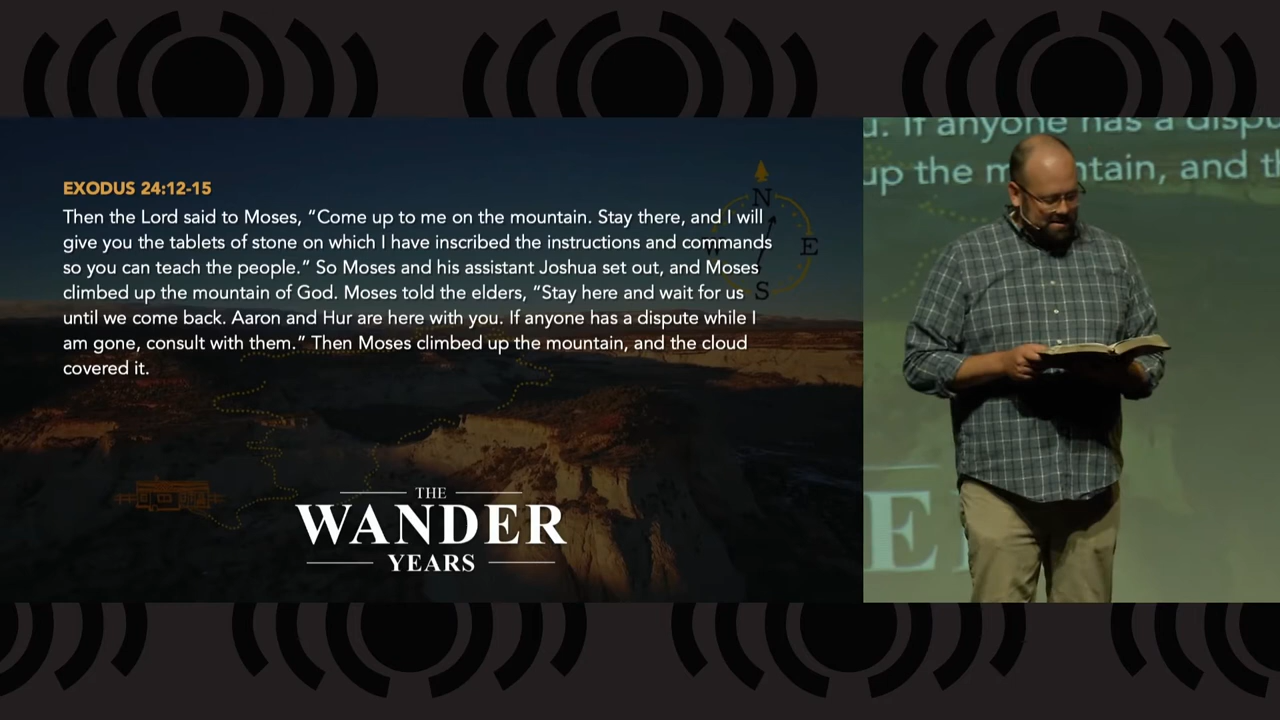 EXODUS 24:12-15
Then the Lord said to Moses, “Come up to me on the mountain. Stay there, and I will
give you the tablets of stone on which I have inscribed the instructions and commands
so you can teach the people.” So Moses and his assistant Joshua set out, and Moses
climbed up the mountain of God. Moses told the elders, “Stay here and wait for us
until we come back. Aaron and Hur are here with you. If anyone has a dispute while I
am gone, consult with them.” Then Moses climbed up the mountain, and the cloud
covered it.
N
W E
S
THE
WANDER
YEARS
u. If anyone has a dispu
up the m ntain, and th
E